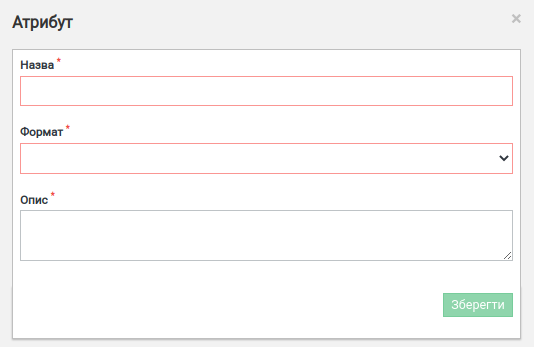 Атрибут ×
Назва *
Формат *
Опис *
Зберегти